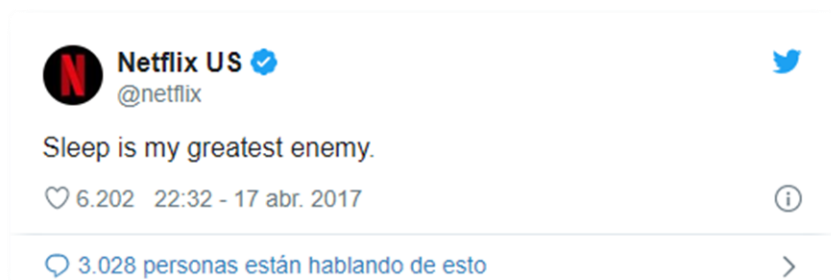 Netflix US
@netflix
Sleep is my greatest enemy.
6.202 22:32 - 17 abr. 2017
3.028 personas están hablando de esto